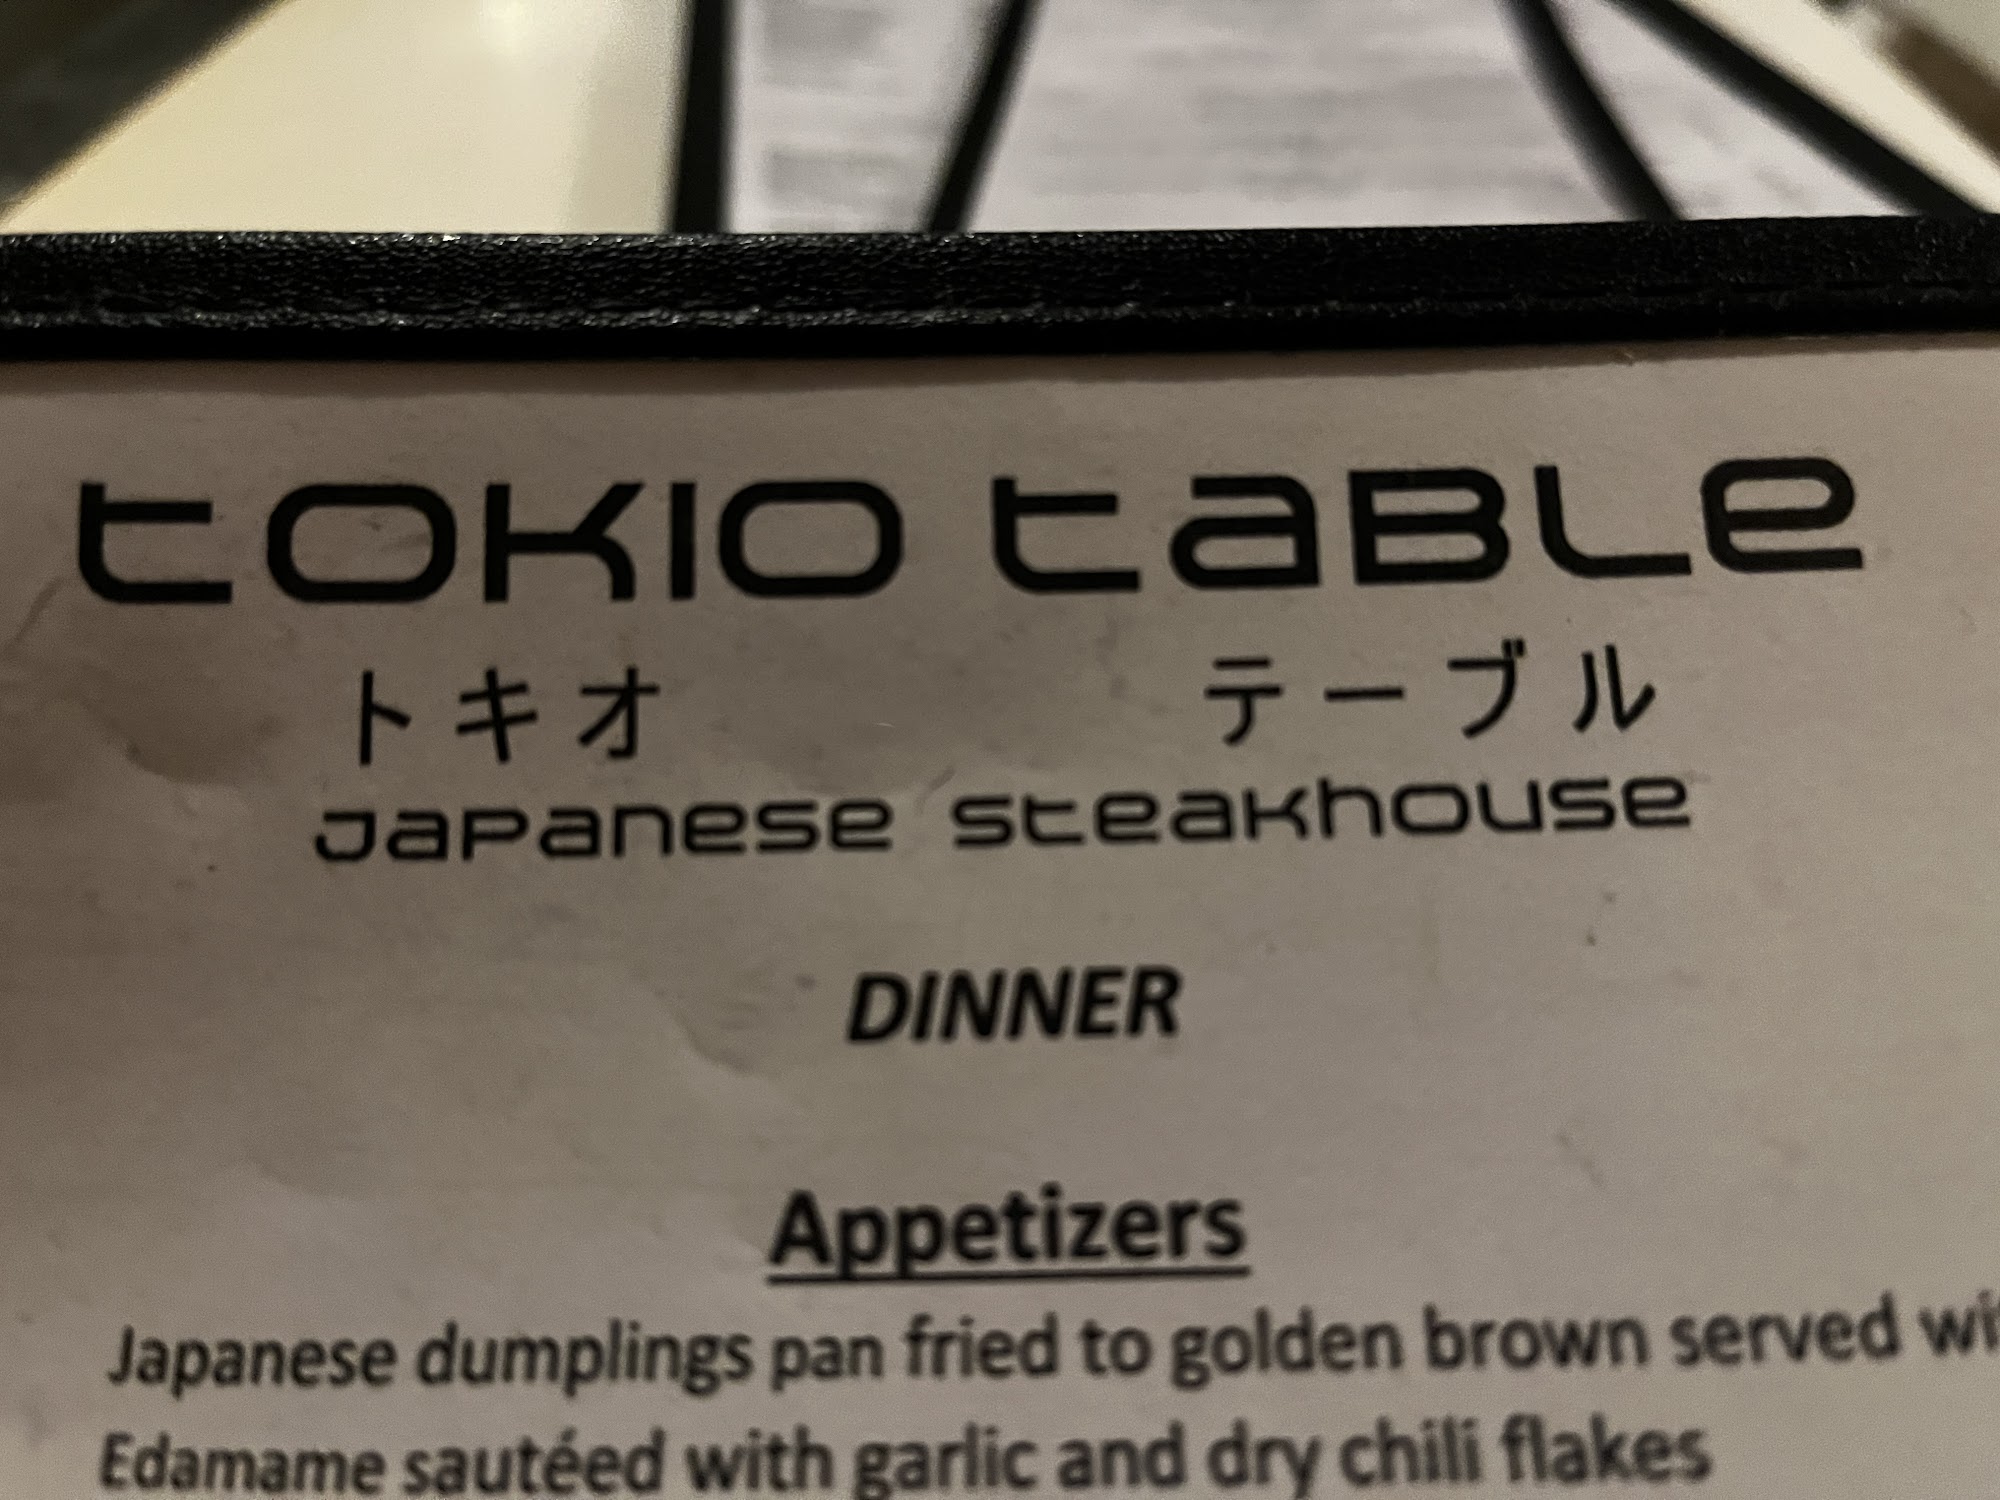 tokio table
トキオ テーブル
Japanese steakhouse
DINNER
Appetizers
Japanese dumplings pan fried to golden brown served
Edamame sautéed with garlic and dry chili flakes